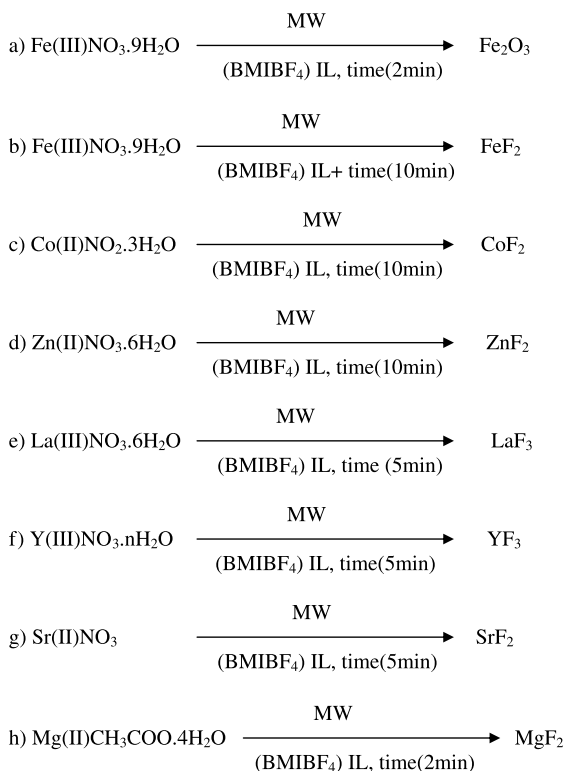 MW
a) Fe(III)NO₃.9H₂O Fe₂O₃
(BMIBF₄) IL, time(2min)
MW
b) Fe(III)NO₃.9H₂O FeF₂
(BMIBF₄) IL+ time(10min)
MW
c) Co(II)NO₂.3H₂O CoF₂
(BMIBF₄) IL, time(10min)
MW
d) Zn(II)NO₃.6H₂O ZnF₂
(BMIBF₄) IL, time(10min)
MW
e) La(III)NO₃.6H₂O LaF₃
(BMIBF₄) IL, time (5min)
MW
f) Y(III)NO₃.nH₂O YF₃
(BMIBF₄) IL, time(5min)
MW
g) Sr(II)NO₃ SrF₂
(BMIBF₄) IL, time(5min)
MW
h) Mg(II)CH₃COO.4H₂O MgF₂
(BMIBF₄) IL, time(2min)